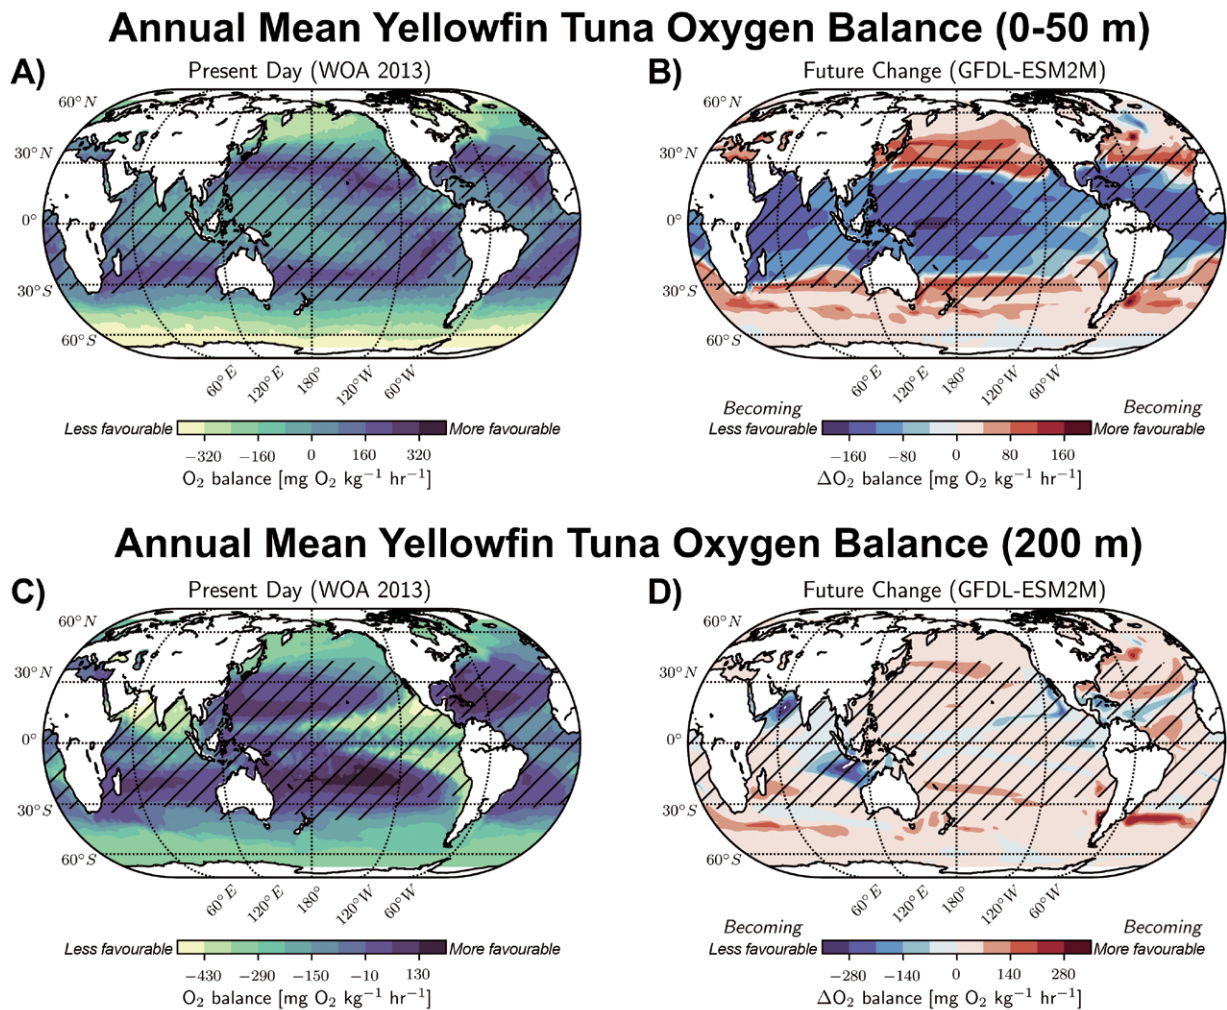 Annual Mean Yellowfin Tuna Oxygen Balance (0-50 m)
A)
Present Day (WOA 2013)
60°N
30°N
0°
30°S
60°S
60°E
120°E
180°
120°W
60°W
Less favourable
More favourable
−320 −160 0 160 320
O₂ balance [mg O₂ kg⁻¹ hr⁻¹]
B)
Future Change (GFDL-ESM2M)
60°N
30°N
0°
30°S
60°S
60°E
120°E
180°
120°W
60°W
Becoming
Less favourable
Becoming
More favourable
−160 −80 0 80 160
ΔO₂ balance [mg O₂ kg⁻¹ hr⁻¹]
Annual Mean Yellowfin Tuna Oxygen Balance (200 m)
C)
Present Day (WOA 2013)
60°N
30°N
0°
30°S
60°S
60°E
120°E
180°
120°W
60°W
Less favourable
More favourable
−430 −290 −150 −10 130
O₂ balance [mg O₂ kg⁻¹ hr⁻¹]
D)
Future Change (GFDL-ESM2M)
60°N
30°N
0°
30°S
60°S
60°E
120°E
180°
120°W
60°W
Becoming
Less favourable
Becoming
More favourable
−280 −140 0 140 280
ΔO₂ balance [mg O₂ kg⁻¹ hr⁻¹]